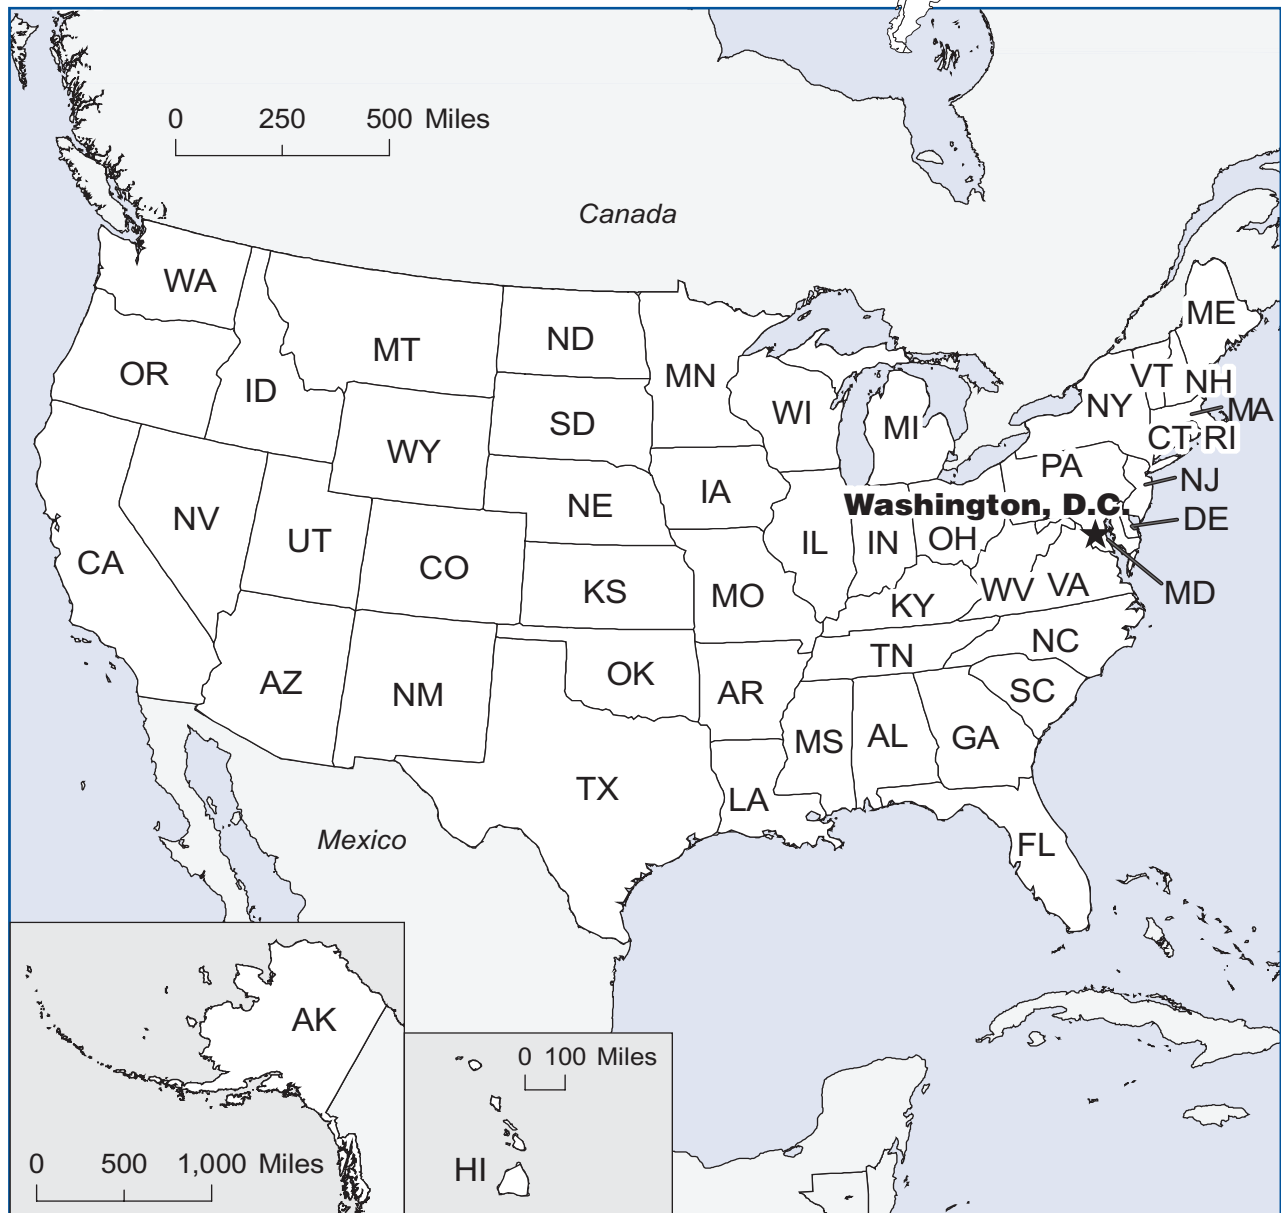 0 250 500 Miles
Canada
WA
MT
ND
MN
ME
OR
ID
SD
WI
MI
VT
NH
NY
MA
WY
CT
RI
PA
NE
IA
NJ
Washington, D.C.
NV
UT
CO
CA
IL
IN
OH
DE
KS
MO
WV
VA
MD
KY
AZ
NM
OK
AR
TN
NC
SC
MS
AL
GA
TX
LA
FL
Mexico
AK
0 500 1,000 Miles
0 100 Miles
HI